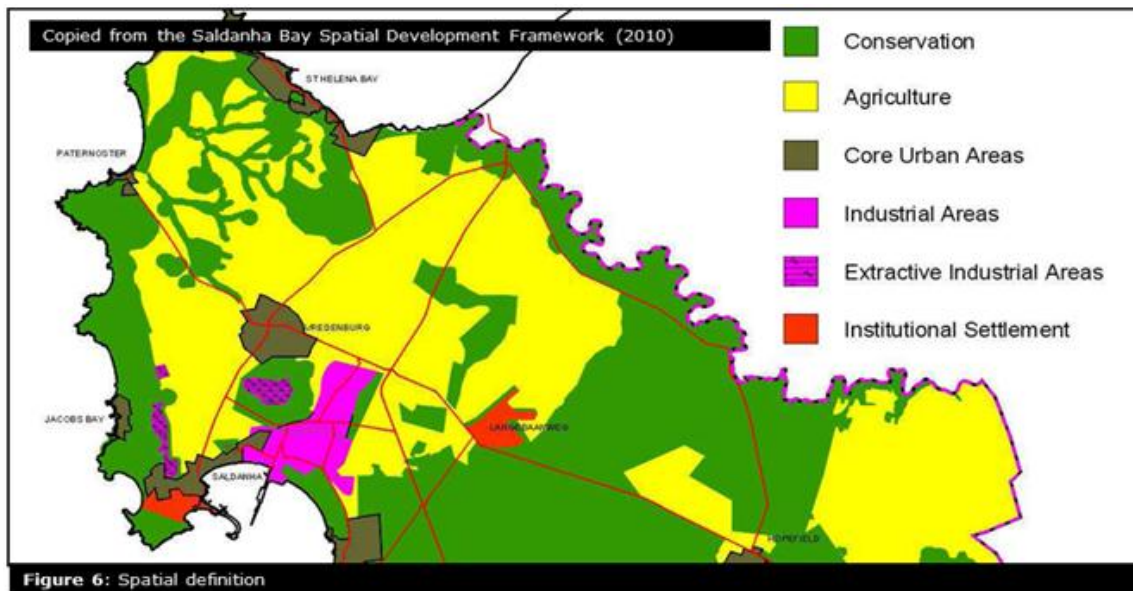 Copied from the Saldanha Bay Spatial Development Framework (2010)
Conservation
Agriculture
Core Urban Areas
Industrial Areas
Extractive Industrial Areas
Institutional Settlement
ST HELENA BAY
PATERNOSTER
VREDENBURG
JACOBS BAY
LANGEBAANWEG
SALDANHA
HOPEFIELD
Figure 6: Spatial definition